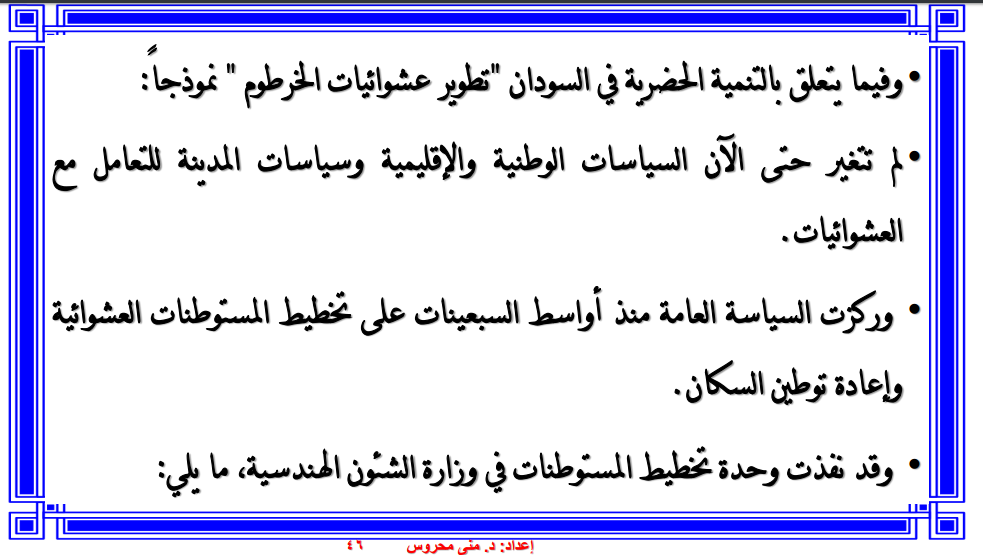 •وفيما يتعلق بالتنمية الحضرية في السودان "تطوير عشوائيات الخرطوم " نموذجاً:
•لم تتغير حتى الآن السياسات الوطنية والإقليمية وسياسات المدينة للتعامل مع
العشوائيات.
• وركزت السياسة العامة منذ أواسط السبعينات على تخطيط المستوطنات العشوائية
وإعادة توطين السكان.
• وقد نفذت وحدة تخطيط المستوطنات في وزارة الشئون الهندسية، ما يلي:
إعداد: د. منى محروس ٤٦